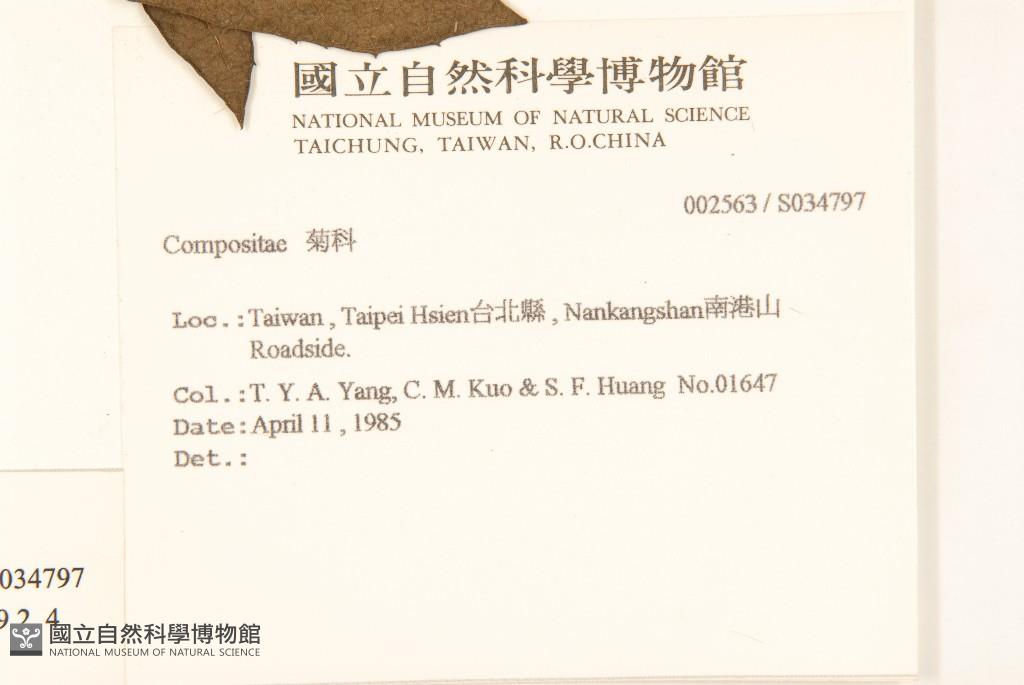 國立自然科學博物館
NATIONAL MUSEUM OF NATURAL SCIENCE
TAICHUNG, TAIWAN, R.O.CHINA
002563 / S034797
Compositae 菊科
Loc.:Taiwan , Taipei Hsien台北縣 , Nankangshan南港山
Roadside.
Col.:T. Y. A. Yang, C. M. Kuo & S. F. Huang No.01647
Date:April 11 , 1985
Det.:
034797
9 2 4
國立自然科學博物館
NATIONAL MUSEUM OF NATURAL SCIENCE